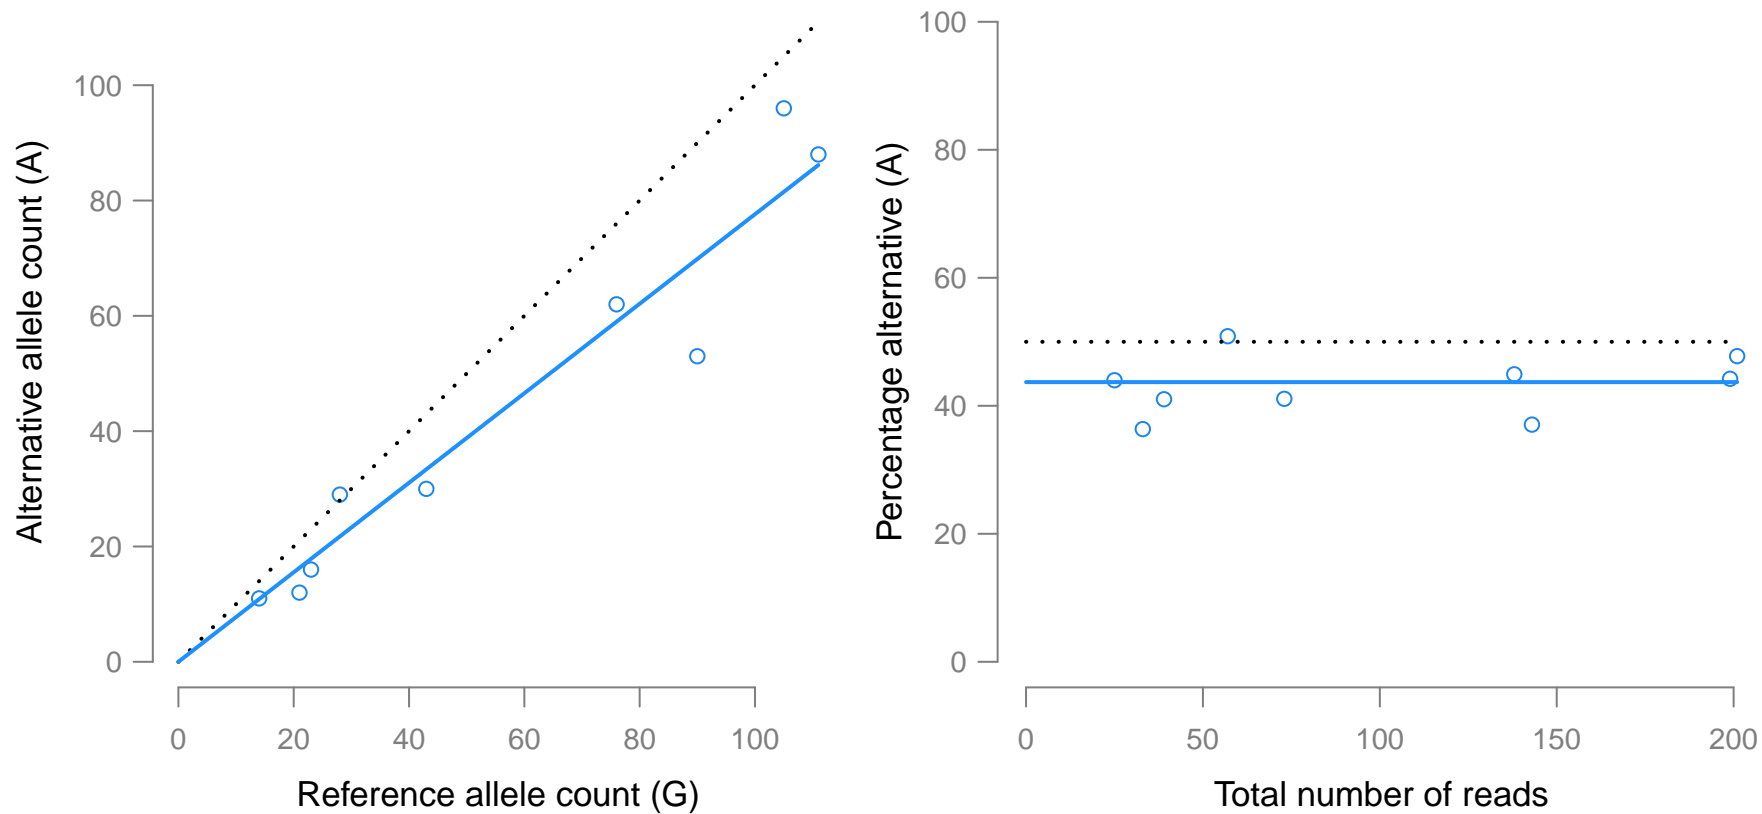 Alternative allele count (A)
100
80
60
40
20
0
0 20 40 60 80 100
Reference allele count (G)
Percentage alternative (A)
100
80
60
40
20
0
0 50 100 150 200
Total number of reads